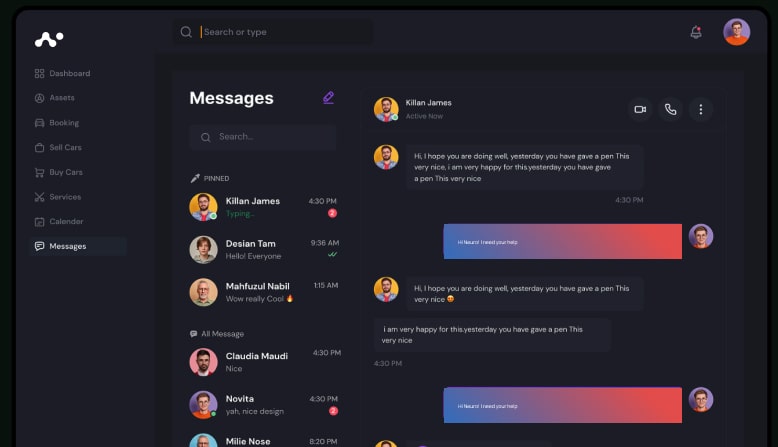 Search or type
Dashboard
Assets
Booking
Sell Cars
Buy Cars
Services
Calender
Messages
Messages
Search...
PINNED
Killan James
4:30 PM
Typing...
2
Desian Tam
9:36 AM
Hello! Everyone
Mahfuzul Nabil
1:15 AM
Wow really Cool 🔥
All Message
Claudia Maudi
4:30 PM
Nice
Novita
4:30 PM
yah, nice design
2
Milie Nose
8:20 PM
Killan James
Active Now
Hi, I hope you are doing well, yesterday you have gave a pen This
very nice, i am very happy for this.yesterday you have gave
a pen This very nice
4:30 PM
Hi Neuro! I need your help
Hi, I hope you are doing well, yesterday you have gave a pen This
very nice 😍
i am very happy for this.yesterday you have gave a pen This
very nice
4:30 PM
Hi Neuro! I need your help